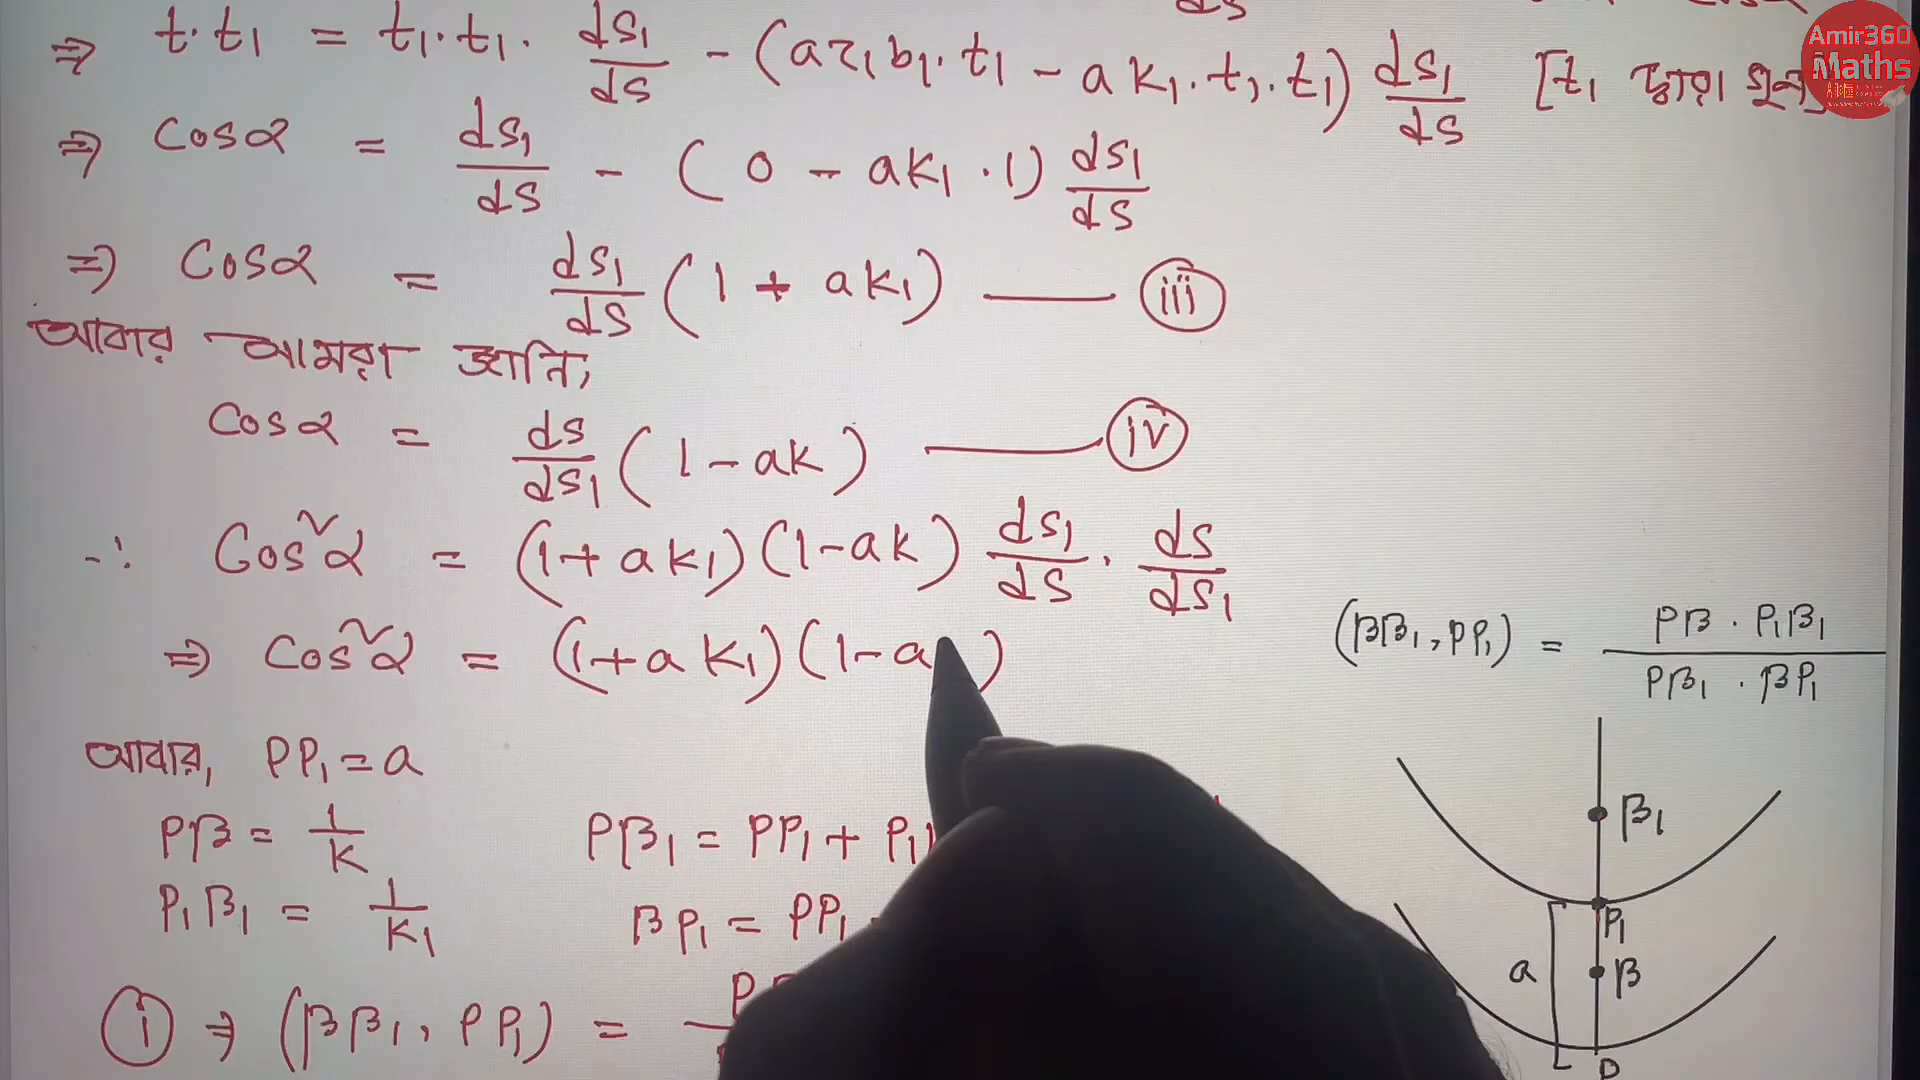 ds
⇒ t·t₁ = t₁·t₁· ds₁/ds - (aτ₁b₁·t₁ - ak₁·t₁·t₁) ds₁/ds [t₁ দ্বারা
⇒ Cosα = ds₁/ds - (0 - ak₁·1) ds₁/ds
⇒ Cosα = ds₁/ds (1 + ak₁) —— (iii)
আবার আমরা জানি,
Cosα = ds/ds₁ (1 - ak) —— (iv)
∴ Cos²α = (1 + ak₁)(1 - ak) ds₁/ds · ds/ds₁
⇒ Cos²α = (1 + ak₁)(1 - a )
আবার, PP₁ = a
Pβ = 1/k
Pβ₁ = PP₁ + P₁
P₁β₁ = 1/k₁
βP₁ = PP₁
(i) ⇒ (ββ₁, PP₁) =
(ββ₁, PP₁) = Pβ · P₁β₁ / Pβ₁ · βP₁
β₁
P₁
a
β
P
Amir360
Maths